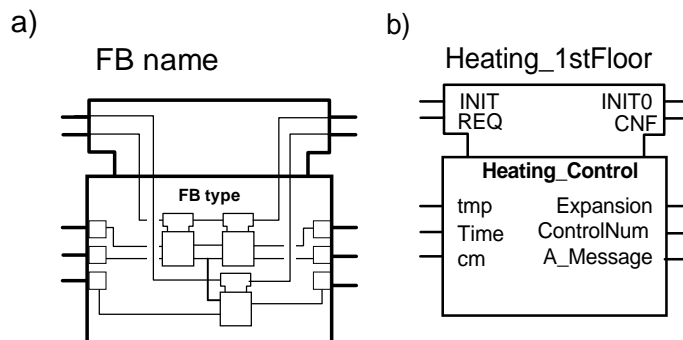 a)
FB name
FB type
b)
Heating_1stFloor
INIT INIT0
REQ CNF
Heating_Control
tmp Expansion
Time ControlNum
cm A_Message